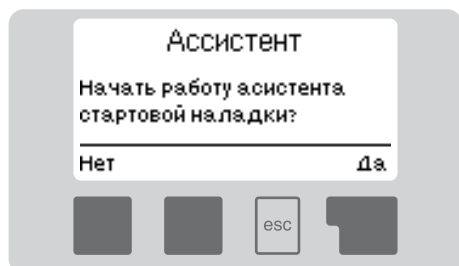 Ассистент
Начать работу асистента
стартовой наладки?
Нет Да
esc